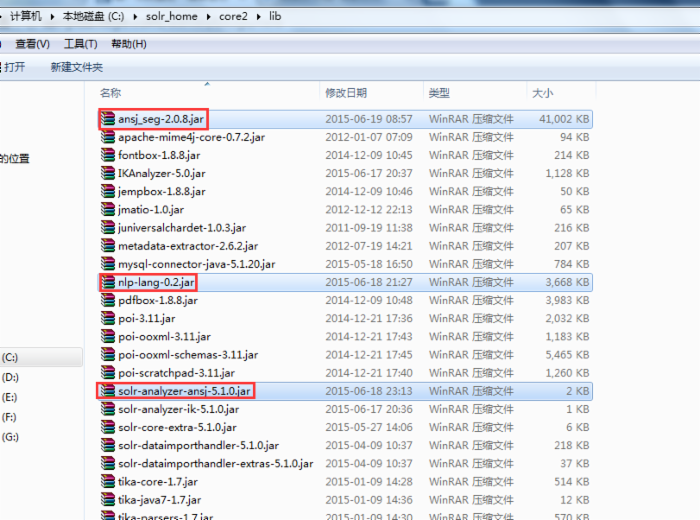 计算机 本地磁盘 (C:) solr_home core2 lib
查看(V) 工具(T) 帮助(H)
打开 新建文件夹
名称 修改日期 类型 大小
ansj_seg-2.0.8.jar 2015-06-19 08:57 WinRAR 压缩文件 41,002 KB
apache-mime4j-core-0.7.2.jar 2012-01-07 07:09 WinRAR 压缩文件 94 KB
的位置
fontbox-1.8.8.jar 2014-12-09 10:45 WinRAR 压缩文件 214 KB
IKAnalyzer-5.0.jar 2015-06-17 20:37 WinRAR 压缩文件 1,128 KB
jempbox-1.8.8.jar 2014-12-09 10:46 WinRAR 压缩文件 50 KB
jmatio-1.0.jar 2012-12-12 22:13 WinRAR 压缩文件 65 KB
juniversalchardet-1.0.3.jar 2011-09-19 11:38 WinRAR 压缩文件 216 KB
metadata-extractor-2.6.2.jar 2012-07-19 14:21 WinRAR 压缩文件 207 KB
mysql-connector-java-5.1.20.jar 2015-05-18 16:50 WinRAR 压缩文件 784 KB
nlp-lang-0.2.jar 2015-06-18 21:27 WinRAR 压缩文件 3,668 KB
pdfbox-1.8.8.jar 2014-12-09 10:48 WinRAR 压缩文件 3,983 KB
poi-3.11.jar 2014-12-21 17:36 WinRAR 压缩文件 2,032 KB
poi-ooxml-3.11.jar 2014-12-21 17:43 WinRAR 压缩文件 1,183 KB
(C:) poi-ooxml-schemas-3.11.jar 2014-12-21 17:45 WinRAR 压缩文件 5,465 KB
(D:) poi-scratchpad-3.11.jar 2014-12-21 17:40 WinRAR 压缩文件 1,260 KB
(E:) solr-analyzer-ansj-5.1.0.jar 2015-06-18 23:13 WinRAR 压缩文件 2 KB
(F:) solr-analyzer-ik-5.1.0.jar 2015-06-17 20:36 WinRAR 压缩文件 1 KB
(G:) solr-core-extra-5.1.0.jar 2015-05-27 14:06 WinRAR 压缩文件 6 KB
solr-dataimporthandler-5.1.0.jar 2015-04-09 10:37 WinRAR 压缩文件 218 KB
solr-dataimporthandler-extras-5.1.0.jar 2015-04-09 10:37 WinRAR 压缩文件 37 KB
tika-core-1.7.jar 2015-01-09 14:28 WinRAR 压缩文件 514 KB
tika-java7-1.7.jar 2015-01-09 14:36 WinRAR 压缩文件 12 KB
tika-parsers-1.7.jar 2015-01-09 14:30 WinRAR 压缩文件 570 KB